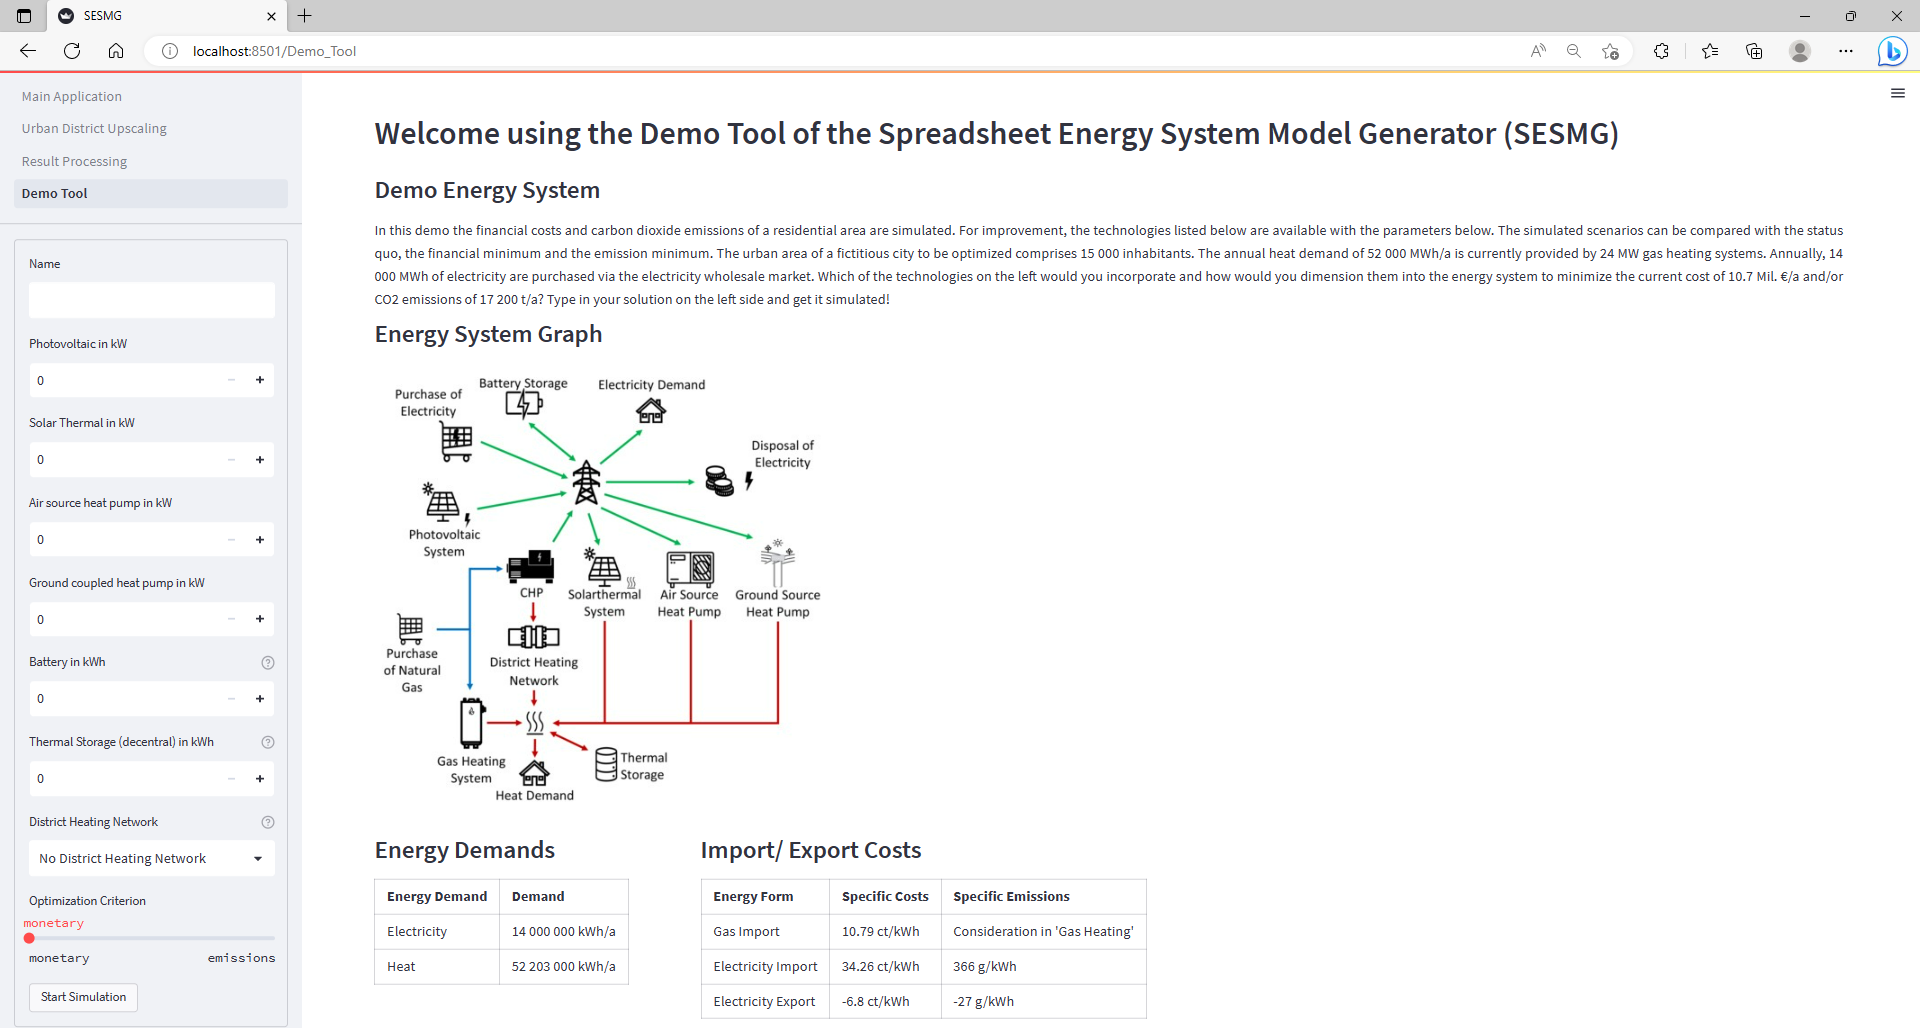 SESMG
localhost:8501/Demo_Tool
Main Application
Urban District Upscaling
Result Processing
Demo Tool
Name
Photovoltaic in kW
0
Solar Thermal in kW
0
Air source heat pump in kW
0
Ground coupled heat pump in kW
0
Battery in kWh
0
Thermal Storage (decentral) in kWh
0
District Heating Network
No District Heating Network
Optimization Criterion
monetary
monetary emissions
Start Simulation
Welcome using the Demo Tool of the Spreadsheet Energy System Model Generator (SESMG)
Demo Energy System
In this demo the financial costs and carbon dioxide emissions of a residential area are simulated. For improvement, the technologies listed below are available with the parameters below. The simulated scenarios can be compared with the status
quo, the financial minimum and the emission minimum. The urban area of a fictitious city to be optimized comprises 15 000 inhabitants. The annual heat demand of 52 000 MWh/a is currently provided by 24 MW gas heating systems. Annually, 14
000 MWh of electricity are purchased via the electricity wholesale market. Which of the technologies on the left would you incorporate and how would you dimension them into the energy system to minimize the current cost of 10.7 Mil. €/a and/or
CO2 emissions of 17 200 t/a? Type in your solution on the left side and get it simulated!
Energy System Graph
Purchase of
Electricity
Battery Storage
Electricity Demand
Disposal of
Electricity
Photovoltaic
System
CHP
Solarthermal
System
Air Source
Heat Pump
Ground Source
Heat Pump
Purchase
of Natural
Gas
District Heating
Network
Gas Heating
System
Thermal
Storage
Heat Demand
Energy Demands
Energy Demand Demand
Electricity 14 000 000 kWh/a
Heat 52 203 000 kWh/a
Import/ Export Costs
Energy Form Specific Costs Specific Emissions
Gas Import 10.79 ct/kWh Consideration in 'Gas Heating'
Electricity Import 34.26 ct/kWh 366 g/kWh
Electricity Export -6.8 ct/kWh -27 g/kWh